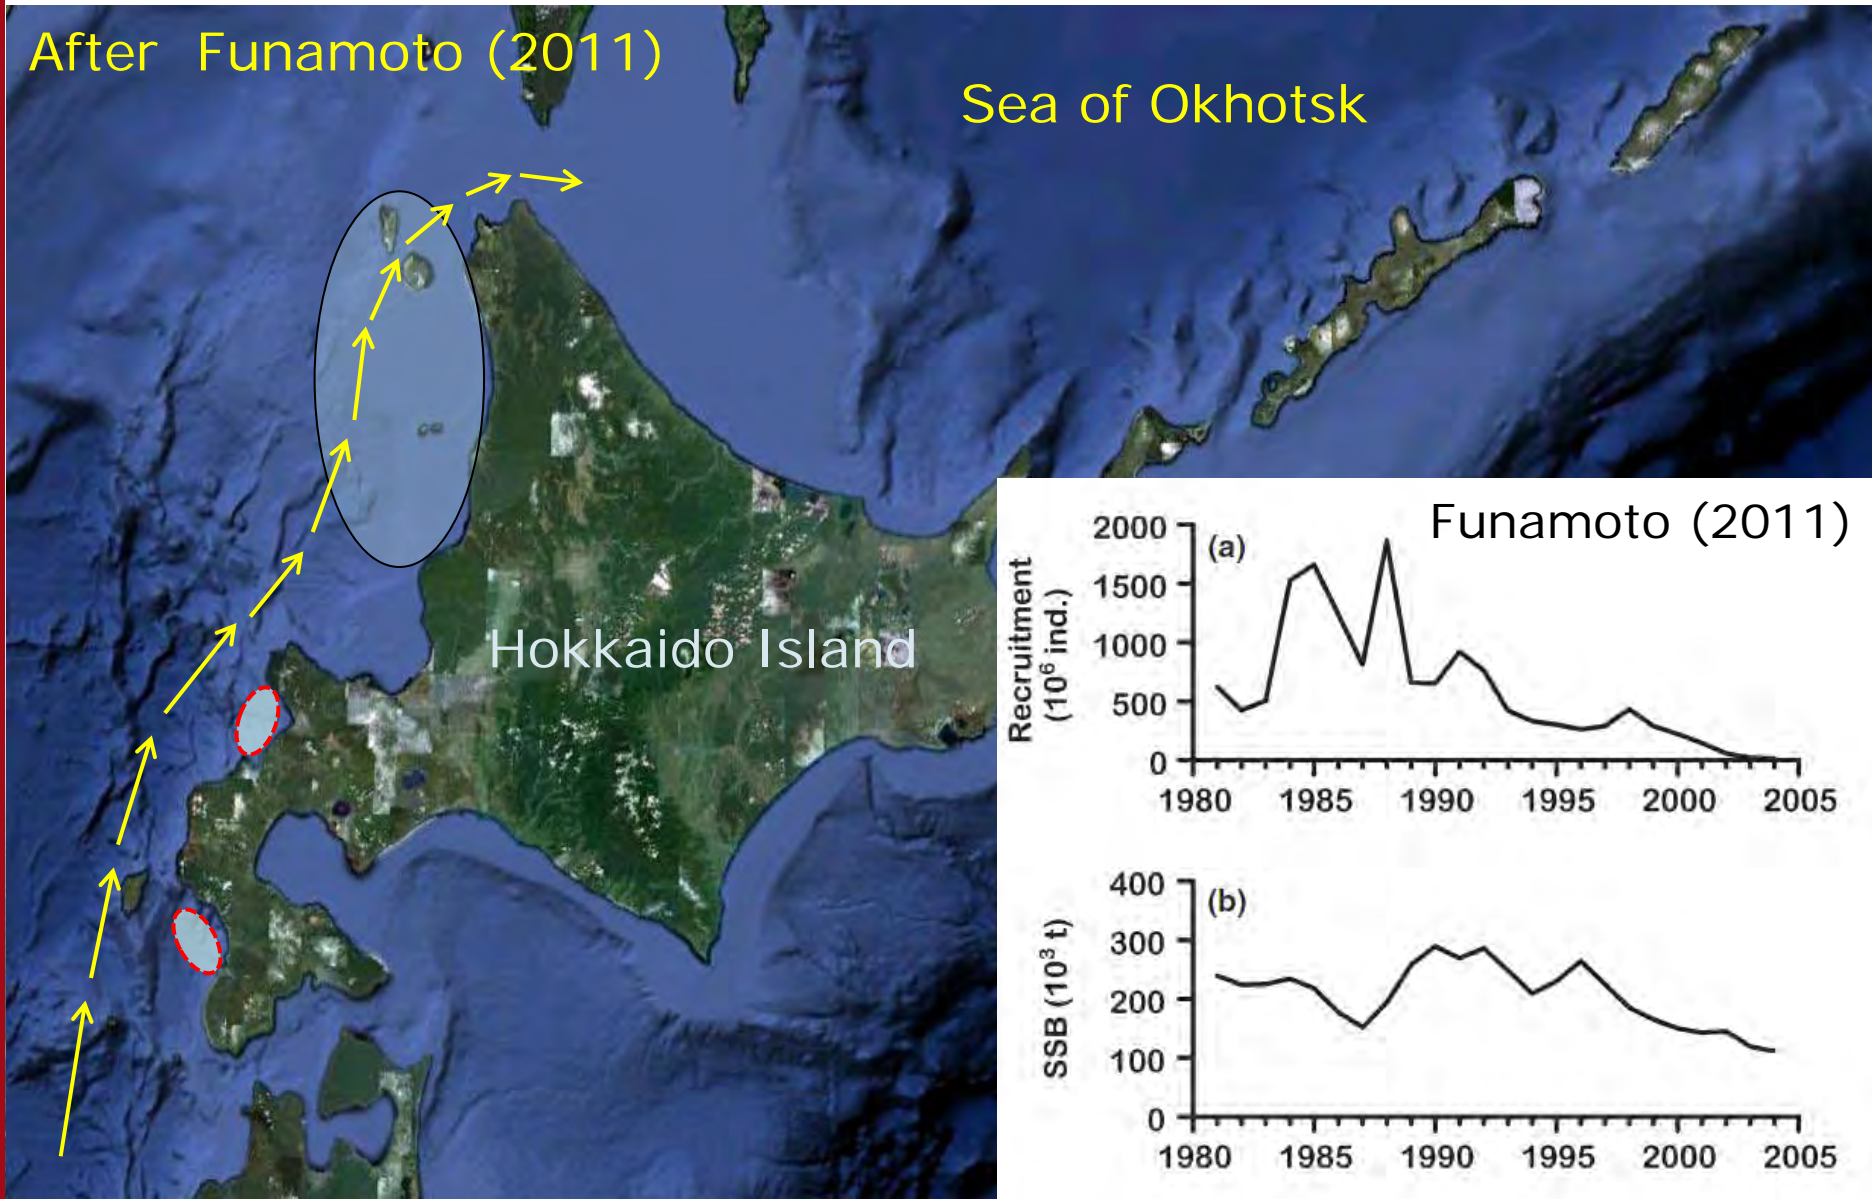 After Funamoto (2011)
Sea of Okhotsk
Hokkaido Island
Funamoto (2011)
(a)
Recruitment
(10⁶ ind.)
2000
1500
1000
500
0
1980 1985 1990 1995 2000 2005
(b)
SSB (10³ t)
400
300
200
100
0
1980 1985 1990 1995 2000 2005